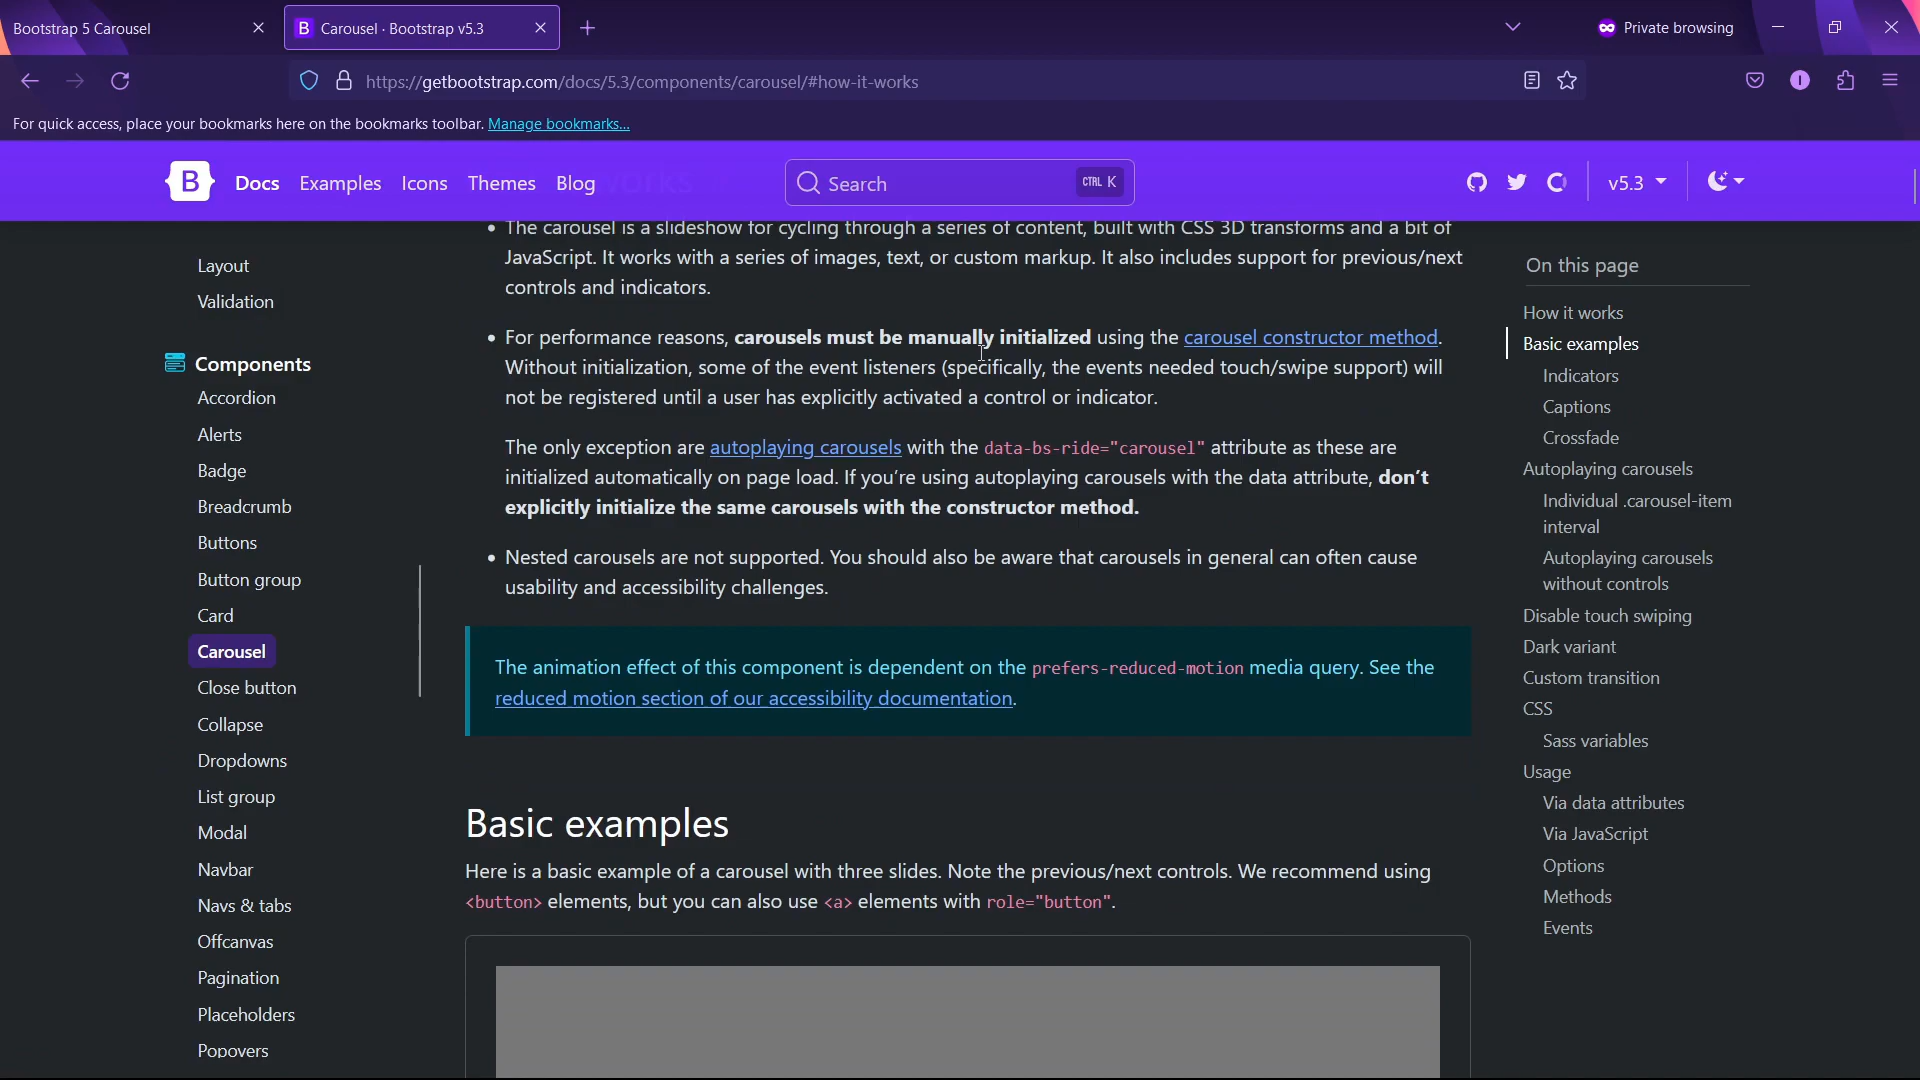 Bootstrap 5 Carousel
B Carousel · Bootstrap v5.3
Private browsing
https://getbootstrap.com/docs/5.3/components/carousel/#how-it-works
For quick access, place your bookmarks here on the bookmarks toolbar. Manage bookmarks...
B Docs Examples Icons Themes Blog
Search CTRL K
v5.3
Layout
Validation
Components
Accordion
Alerts
Badge
Breadcrumb
Buttons
Button group
Card
Carousel
Close button
Collapse
Dropdowns
List group
Modal
Navbar
Navs & tabs
Offcanvas
Pagination
Placeholders
Popovers
• The carousel is a slideshow for cycling through a series of content, built with CSS 3D transforms and a bit of
JavaScript. It works with a series of images, text, or custom markup. It also includes support for previous/next
controls and indicators.
• For performance reasons, carousels must be manually initialized using the carousel constructor method.
Without initialization, some of the event listeners (specifically, the events needed touch/swipe support) will
not be registered until a user has explicitly activated a control or indicator.
The only exception are autoplaying carousels with the data-bs-ride="carousel" attribute as these are
initialized automatically on page load. If you’re using autoplaying carousels with the data attribute, don’t
explicitly initialize the same carousels with the constructor method.
• Nested carousels are not supported. You should also be aware that carousels in general can often cause
usability and accessibility challenges.
The animation effect of this component is dependent on the prefers-reduced-motion media query. See the
reduced motion section of our accessibility documentation.
Basic examples
Here is a basic example of a carousel with three slides. Note the previous/next controls. We recommend using
<button> elements, but you can also use <a> elements with role="button".
On this page
How it works
Basic examples
Indicators
Captions
Crossfade
Autoplaying carousels
Individual .carousel-item
interval
Autoplaying carousels
without controls
Disable touch swiping
Dark variant
Custom transition
CSS
Sass variables
Usage
Via data attributes
Via JavaScript
Options
Methods
Events